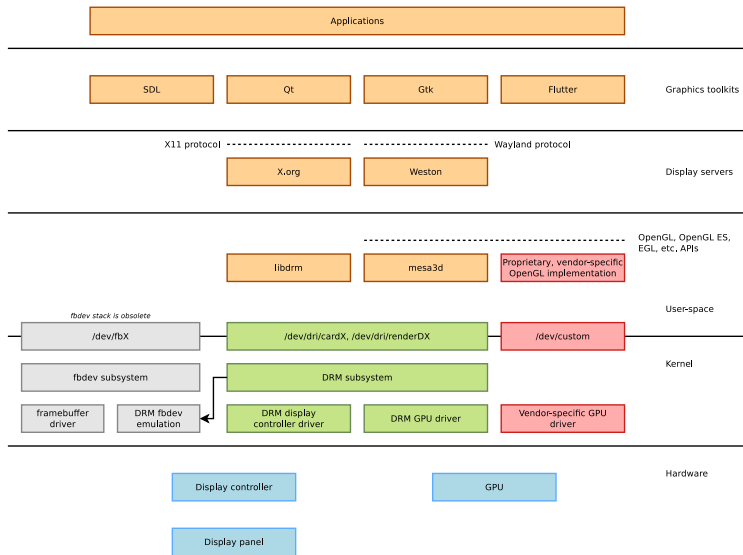 Applications
SDL
Qt
Gtk
Flutter
Graphics toolkits
X11 protocol
Wayland protocol
X.org
Weston
Display servers
OpenGL, OpenGL ES,
EGL, etc, APIs
libdrm
mesa3d
Proprietary, vendor-specific
OpenGL implementation
User-space
fbdev stack is obsolete
/dev/fbX
/dev/dri/cardX, /dev/dri/renderDX
/dev/custom
Kernel
fbdev subsystem
DRM subsystem
framebuffer
driver
DRM fbdev
emulation
DRM display
controller driver
DRM GPU driver
Vendor-specific GPU
driver
Hardware
Display controller
GPU
Display panel